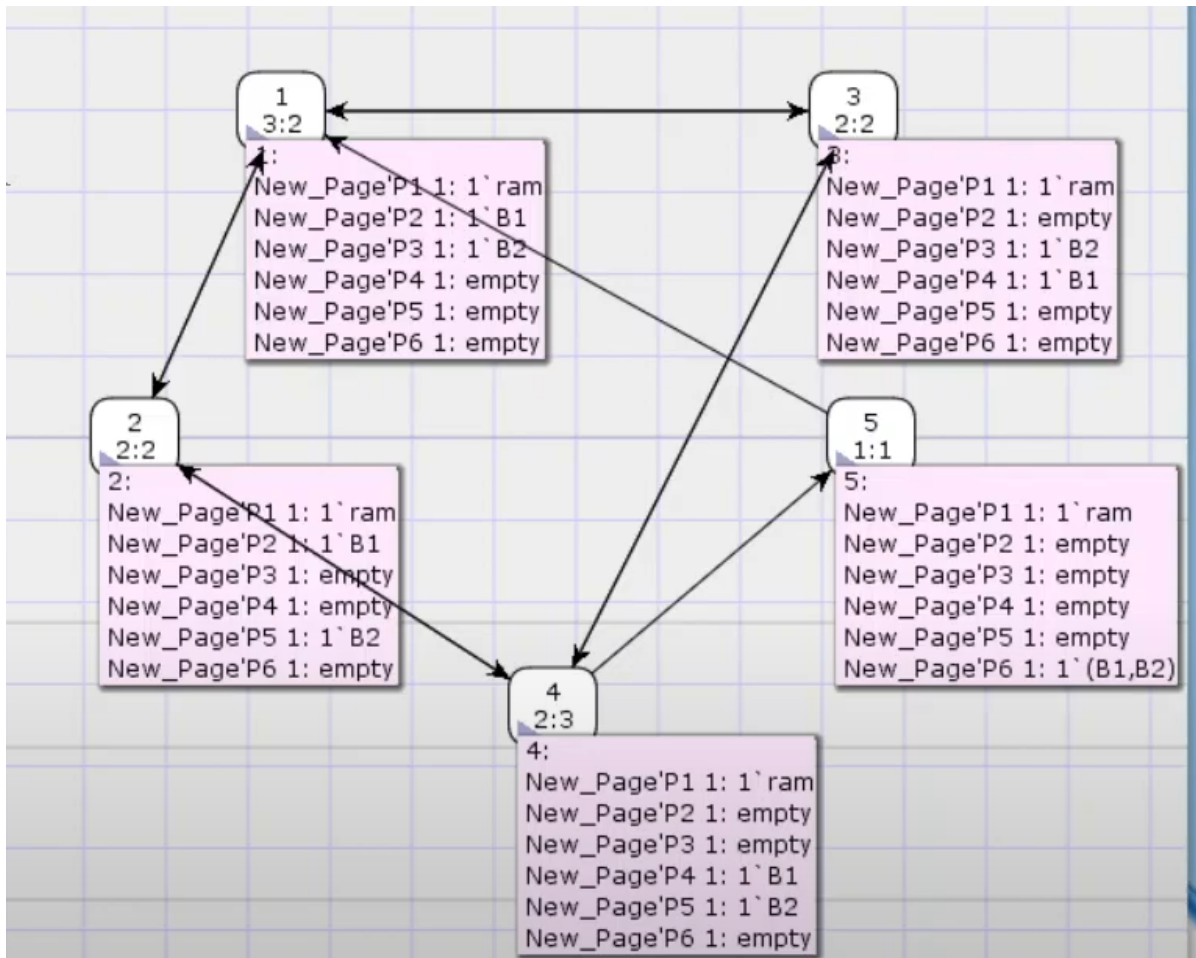 1
3:2
1:
New_Page'P1 1: 1`ram
New_Page'P2 1: 1`B1
New_Page'P3 1: 1`B2
New_Page'P4 1: empty
New_Page'P5 1: empty
New_Page'P6 1: empty
3
2:2
3:
New_Page'P1 1: 1`ram
New_Page'P2 1: empty
New_Page'P3 1: 1`B2
New_Page'P4 1: 1`B1
New_Page'P5 1: empty
New_Page'P6 1: empty
2
2:2
2:
New_Page'P1 1: 1`ram
New_Page'P2 1: 1`B1
New_Page'P3 1: empty
New_Page'P4 1: empty
New_Page'P5 1: 1`B2
New_Page'P6 1: empty
5
1:1
5:
New_Page'P1 1: 1`ram
New_Page'P2 1: empty
New_Page'P3 1: empty
New_Page'P4 1: empty
New_Page'P5 1: empty
New_Page'P6 1: 1`(B1,B2)
4
2:3
4:
New_Page'P1 1: 1`ram
New_Page'P2 1: empty
New_Page'P3 1: empty
New_Page'P4 1: 1`B1
New_Page'P5 1: 1`B2
New_Page'P6 1: empty